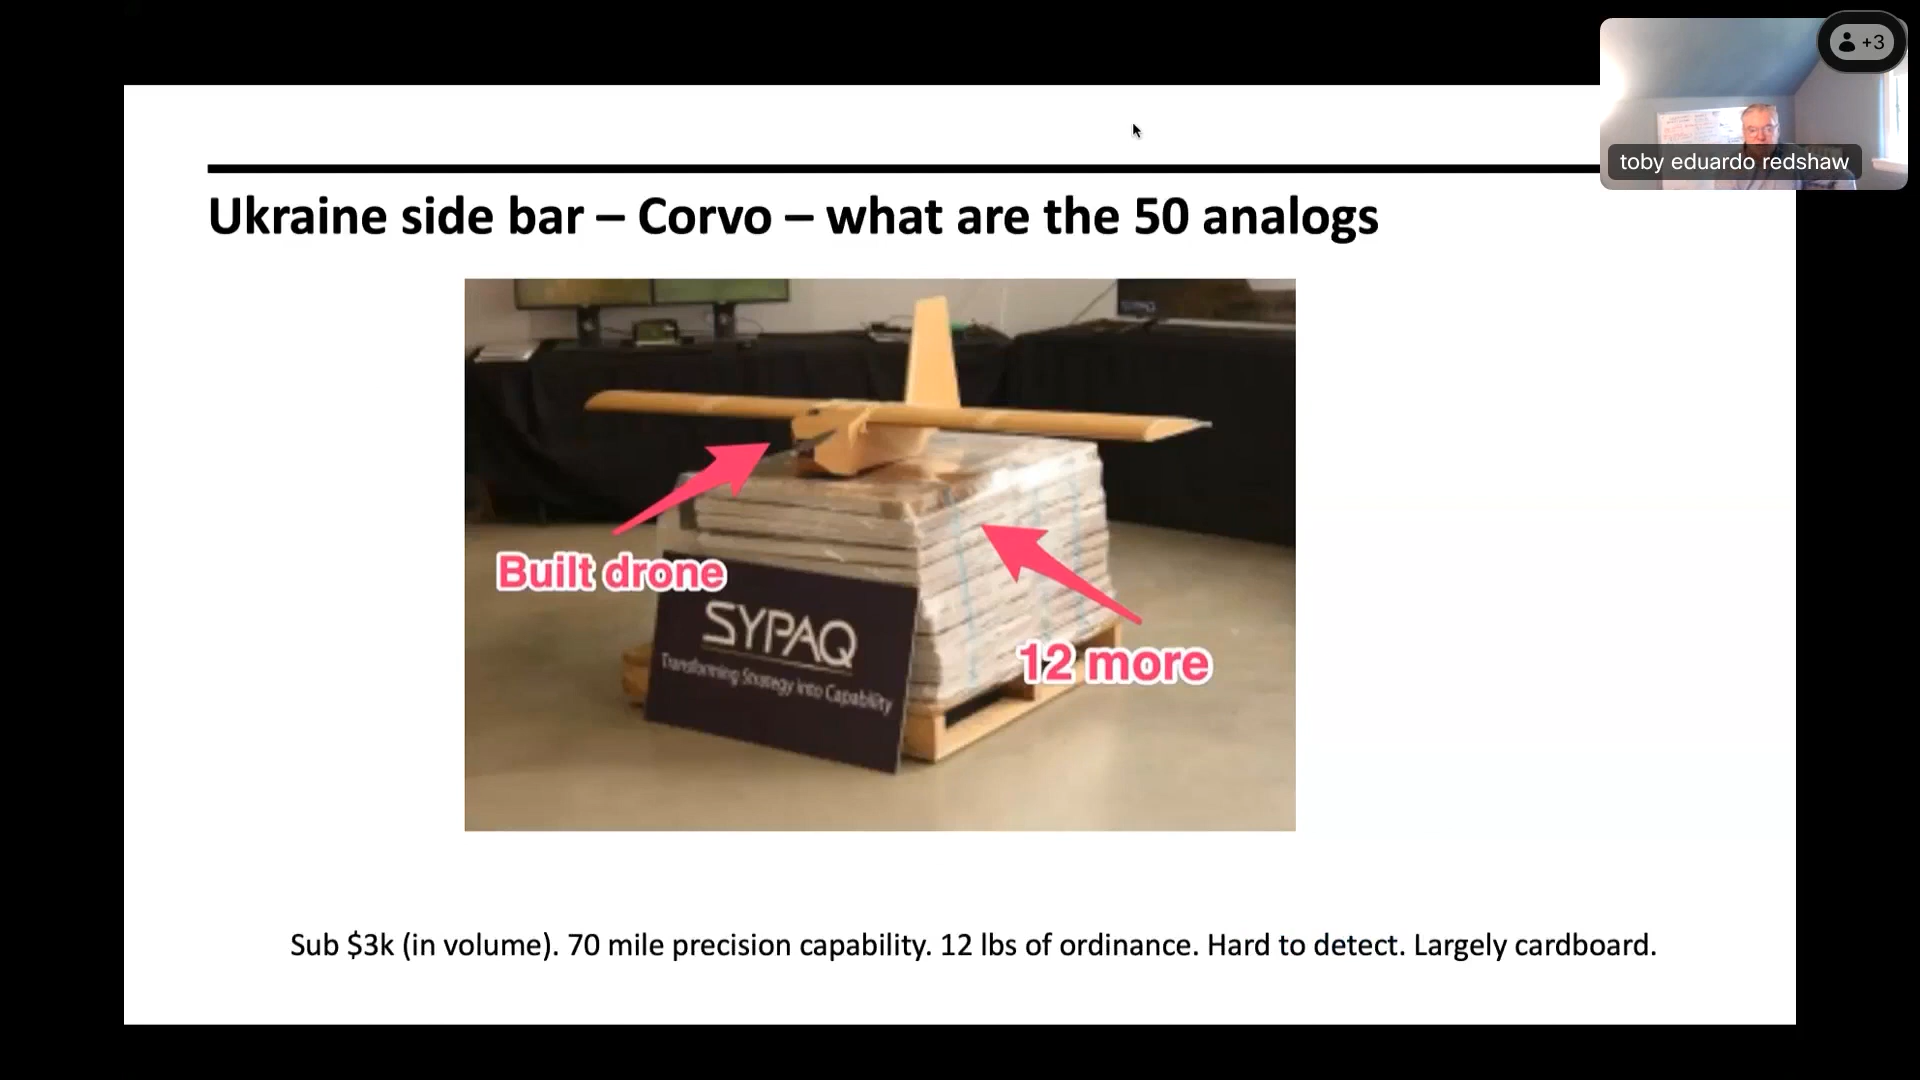 +3
toby eduardo redshaw
Ukraine side bar – Corvo – what are the 50 analogs
Built drone
SYPAQ
Transforming Strategy into Capability
12 more
Sub $3k (in volume). 70 mile precision capability. 12 lbs of ordinance. Hard to detect. Largely cardboard.